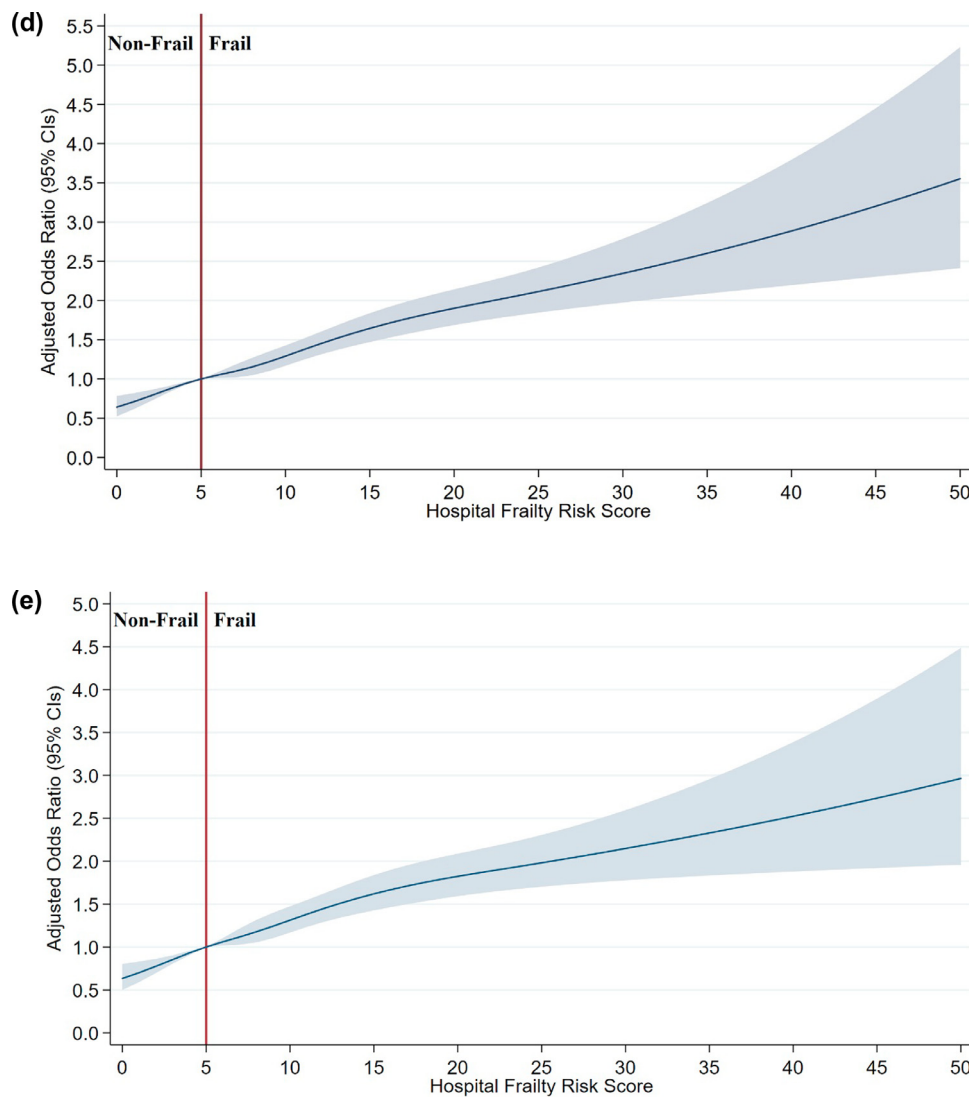 (d)
Non-Frail Frail
Adjusted Odds Ratio (95% CIs)
5.5
5.0
4.5
4.0
3.5
3.0
2.5
2.0
1.5
1.0
0.5
0.0
0 5 10 15 20 25 30 35 40 45 50
Hospital Frailty Risk Score
(e)
Non-Frail Frail
Adjusted Odds Ratio (95% CIs)
5.0
4.5
4.0
3.5
3.0
2.5
2.0
1.5
1.0
0.5
0.0
0 5 10 15 20 25 30 35 40 45 50
Hospital Frailty Risk Score